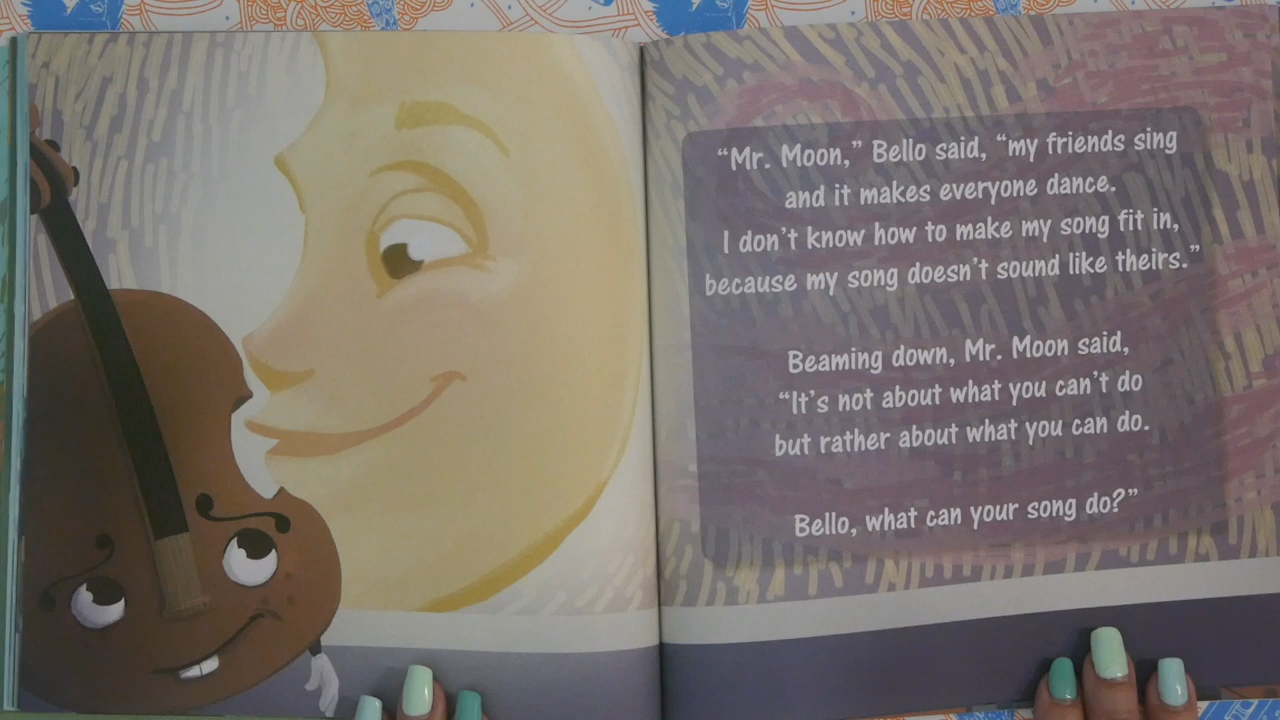 “Mr. Moon,” Bello said, “my friends sing
and it makes everyone dance.
I don’t know how to make my song fit in,
because my song doesn’t sound like theirs.”
Beaming down, Mr. Moon said,
“It’s not about what you can’t do
but rather about what you can do.
Bello, what can your song do?”